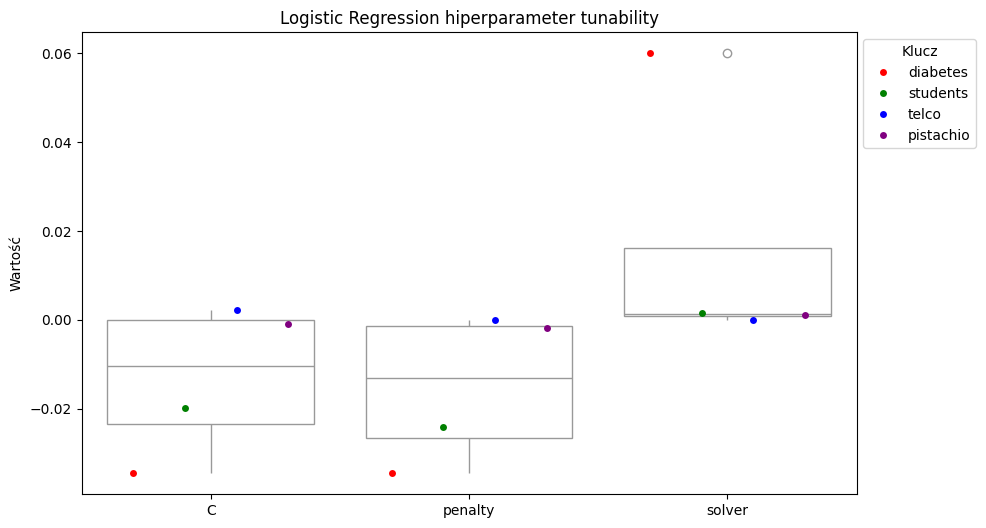 Logistic Regression hiperparameter tunability
Wartość
0.06
0.04
0.02
0.00
−0.02
C
penalty
solver
Klucz
diabetes
students
telco
pistachio